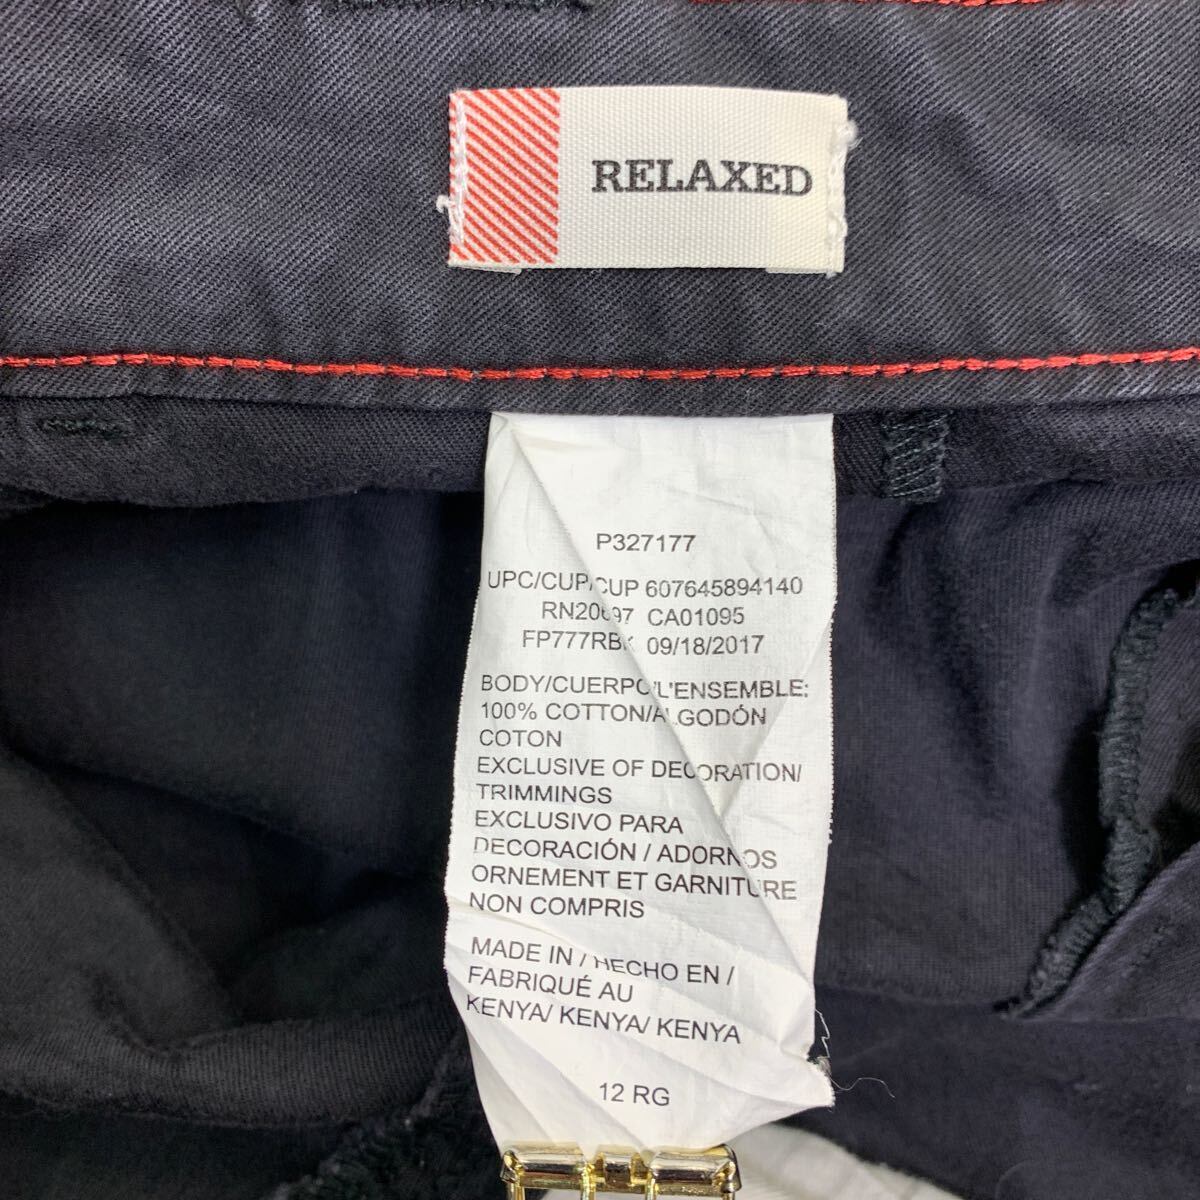 RELAXED
P327177
UPC/CUP/CUP 607645894140
RN20697 CA01095
FP777RBK 09/18/2017
BODY/CUERPO/L'ENSEMBLE:
100% COTTON/ALGODÓN
COTON
EXCLUSIVE OF DECORATION/
TRIMMINGS
EXCLUSIVO PARA
DECORACIÓN / ADORNOS
ORNEMENT ET GARNITURE
NON COMPRIS
MADE IN / HECHO EN /
FABRIQUÉ AU
KENYA/ KENYA/ KENYA
12 RG